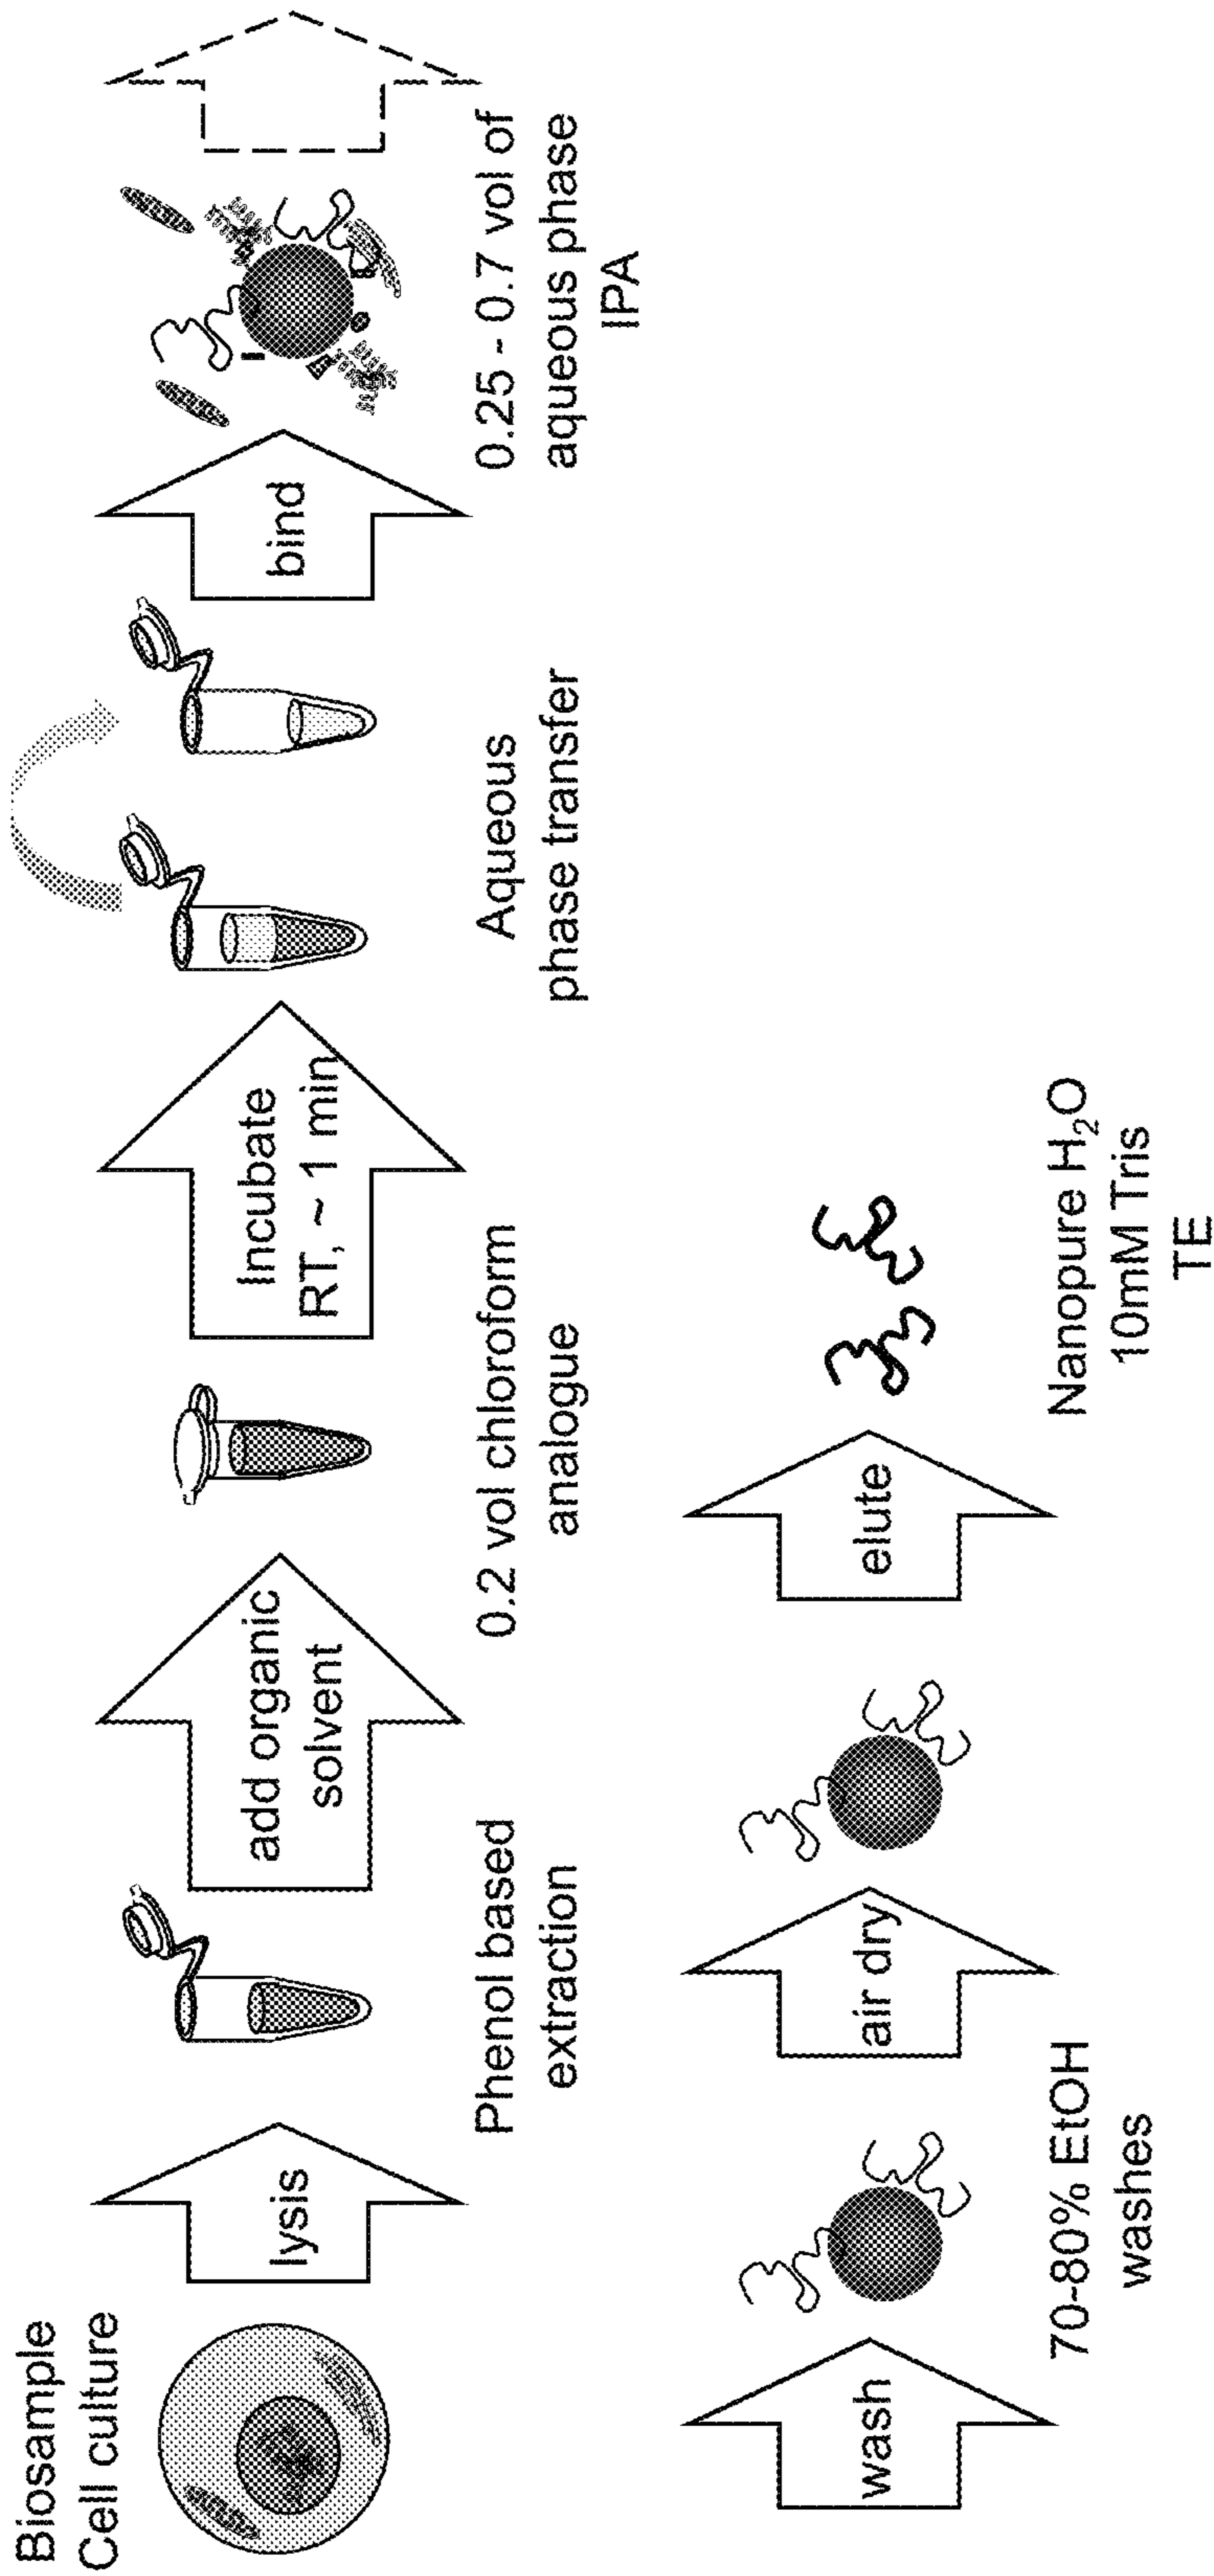 Biosample
Cell culture
lysis
Phenol based
extraction
add organic
solvent
0.2 vol chloroform
analogue
Incubate
RT, ~ 1 min
Aqueous
phase transfer
bind
0.25 - 0.7 vol of
aqueous phase
IPA
wash
70-80% EtOH
washes
air dry
elute
Nanopure H₂O
10mM Tris
TE